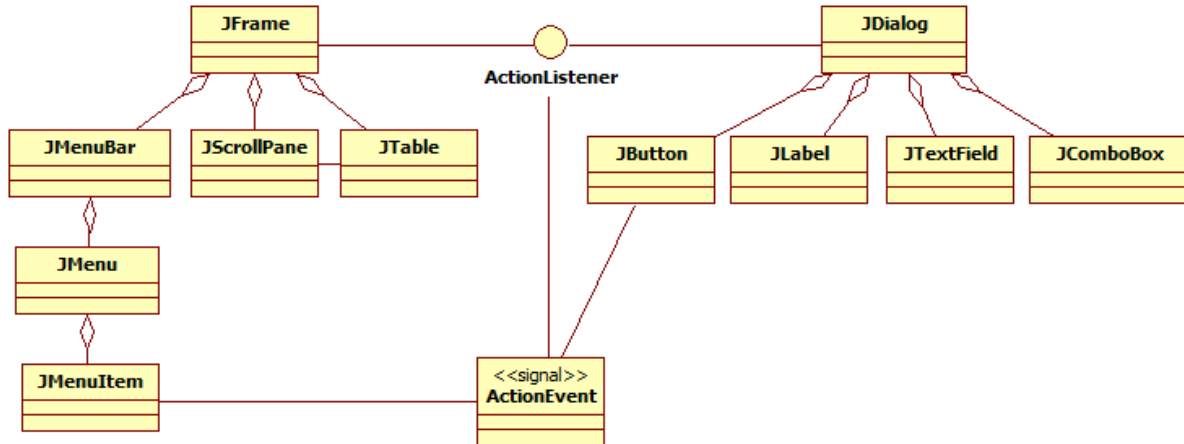 JFrame
JDialog
ActionListener
JMenuBar
JScrollPane
JTable
JButton
JLabel
JTextField
JComboBox
JMenu
JMenuItem
<<signal>>
ActionEvent